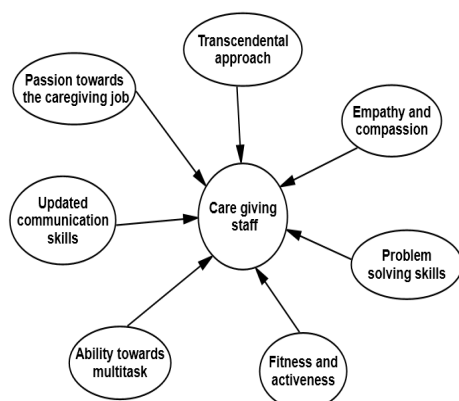 Transcendental
approach
Passion towards
the caregiving job
Empathy and
compassion
Care giving
staff
Updated
communication
skills
Problem
solving skills
Ability towards
multitask
Fitness and
activeness